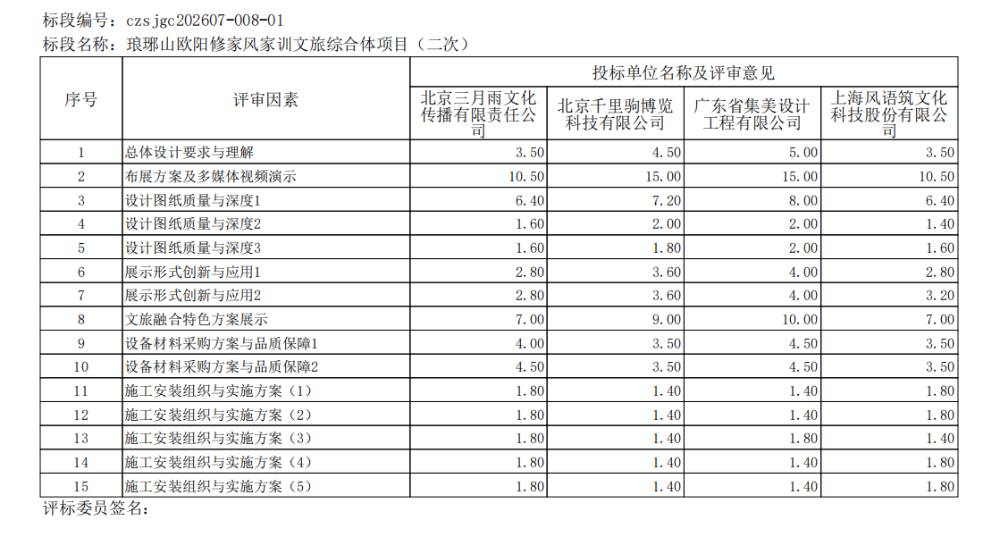 标段编号：czsjgc202607-008-01
标段名称：琅琊山欧阳修家风家训文旅综合体项目（二次）
序号 评审因素 投标单位名称及评审意见
北京三月雨文化传播有限责任公司 北京千里驹博览科技有限公司 广东省集美设计工程有限公司 上海风语筑文化科技股份有限公司
1 总体设计要求与理解 3.50 4.50 5.00 3.50
2 布展方案及多媒体视频演示 10.50 15.00 15.00 10.50
3 设计图纸质量与深度1 6.40 7.20 8.00 6.40
4 设计图纸质量与深度2 1.60 2.00 2.00 1.40
5 设计图纸质量与深度3 1.60 1.80 2.00 1.60
6 展示形式创新与应用1 2.80 3.60 4.00 2.80
7 展示形式创新与应用2 2.80 3.60 4.00 3.20
8 文旅融合特色方案展示 7.00 9.00 10.00 7.00
9 设备材料采购方案与品质保障1 4.00 3.50 4.50 3.50
10 设备材料采购方案与品质保障2 4.50 3.50 4.50 3.50
11 施工安装组织与实施方案（1） 1.80 1.40 1.40 1.80
12 施工安装组织与实施方案（2） 1.80 1.40 1.40 1.80
13 施工安装组织与实施方案（3） 1.80 1.40 1.80 1.40
14 施工安装组织与实施方案（4） 1.80 1.40 1.40 1.80
15 施工安装组织与实施方案（5） 1.80 1.40 1.40 1.80
评标委员签名：